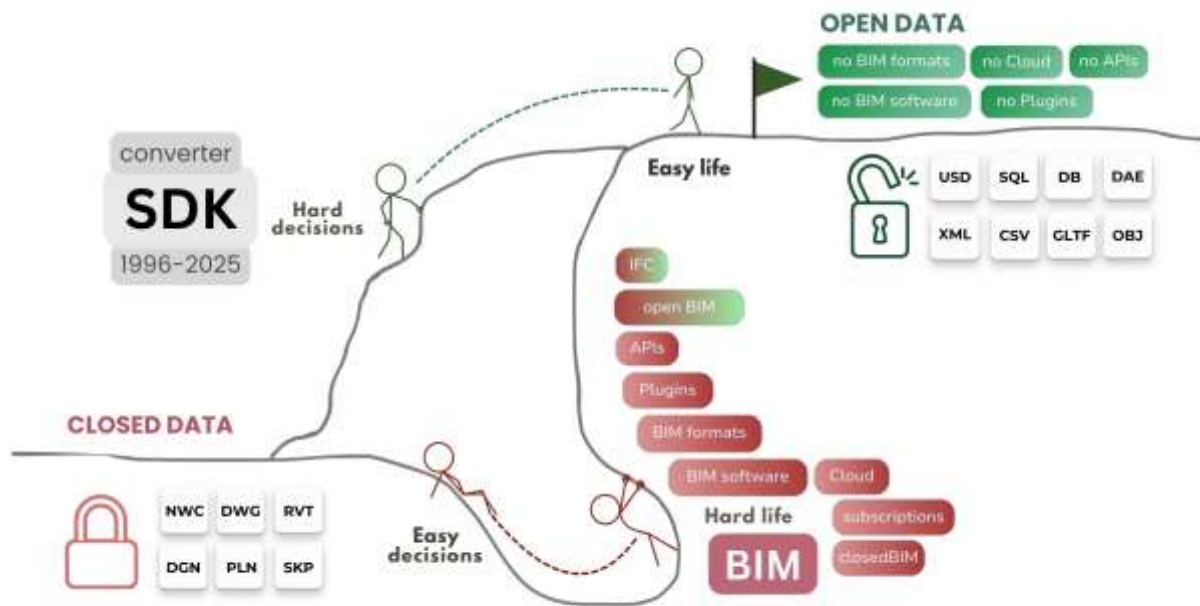 OPEN DATA
no BIM formats
no Cloud
no APIs
no BIM software
no Plugins
converter
SDK
1996-2025
Hard
decisions
Easy life
USD
SQL
DB
DAE
XML
CSV
GLTF
OBJ
IFC
open BIM
APIs
Plugins
BIM formats
BIM software
Cloud
subscriptions
closedBIM
Hard life
BIM
CLOSED DATA
NWC
DWG
RVT
DGN
PLN
SKP
Easy
decisions